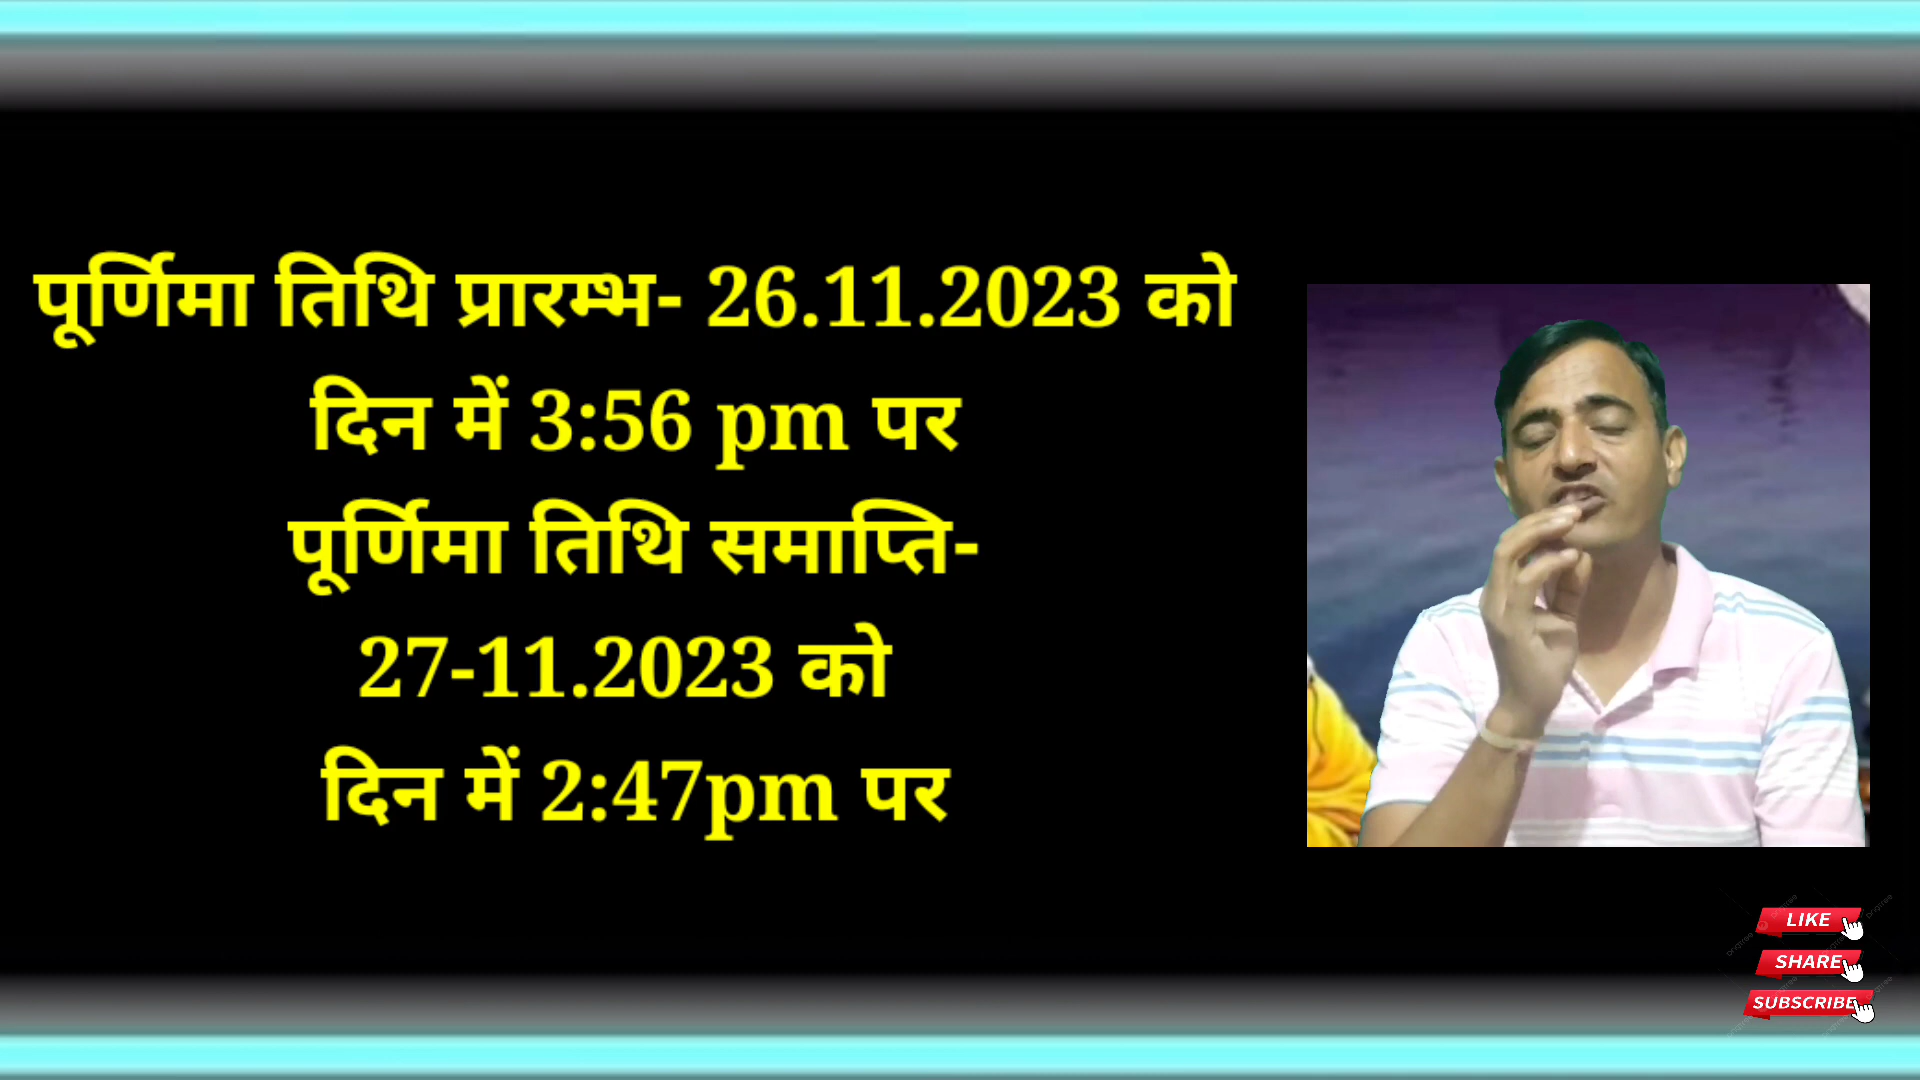 पूर्णिमा तिथि प्रारम्भ- 26.11.2023 को
दिन में 3:56 pm पर
पूर्णिमा तिथि समाप्ति-
27-11.2023 को
दिन में 2:47pm पर
LIKE
SHARE
SUBSCRIBE